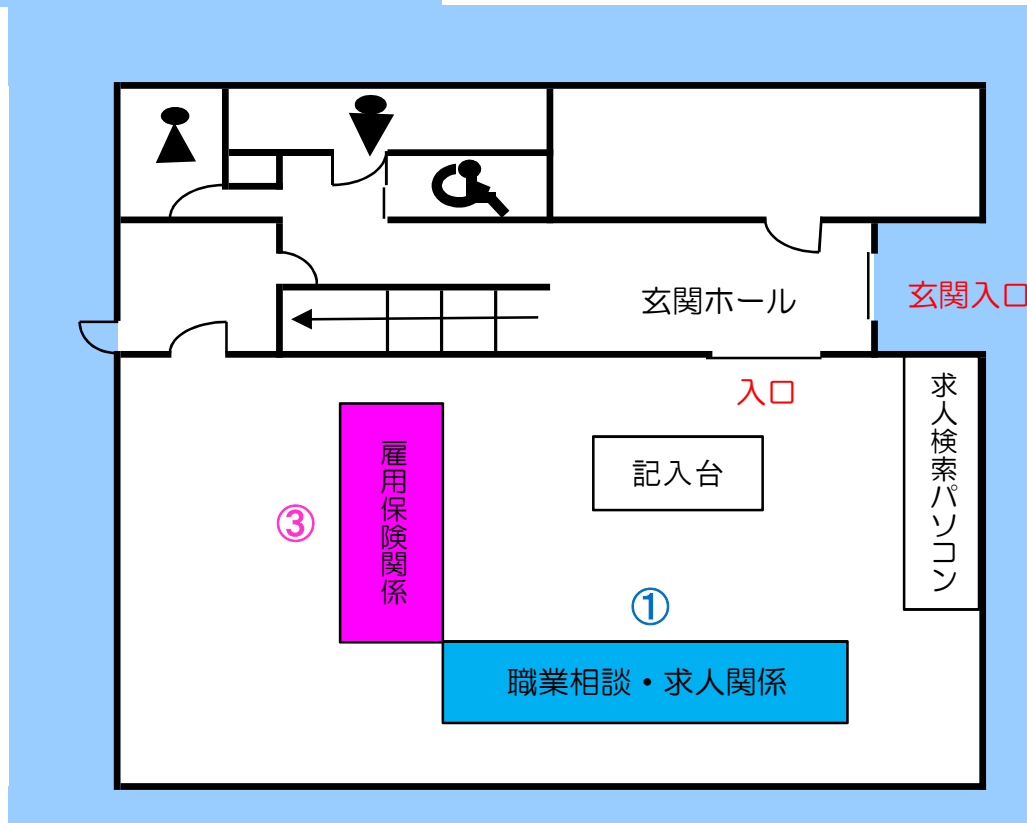 玄関ホール
玄関入口
入口
求人検索パソコン
記入台
雇用保険関係
③
①
職業相談・求人関係